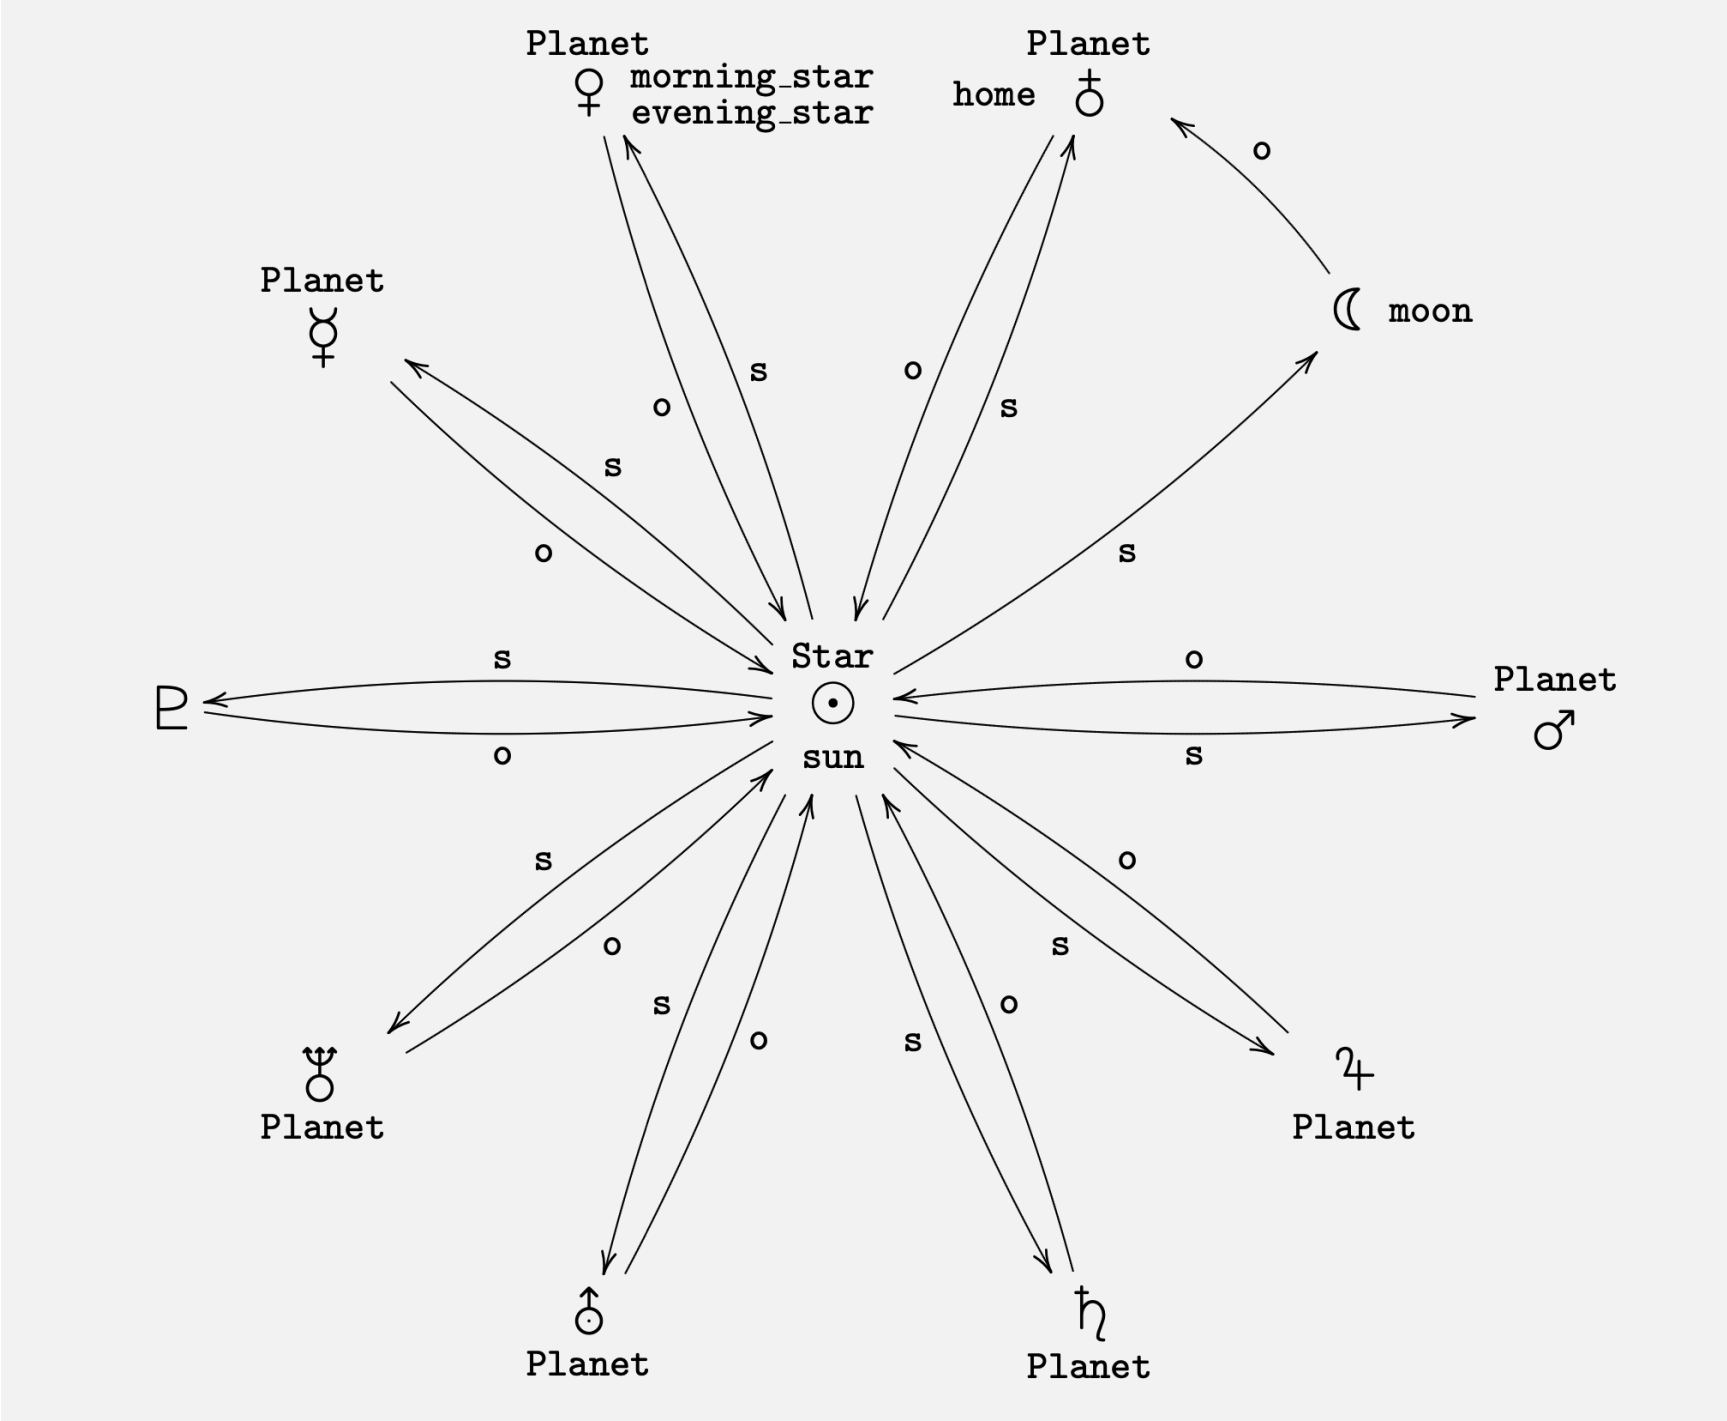 Planet
♀ morning_star
evening_star
Planet
home ♁
o
Planet
☿
☾ moon
s
o
o
s
s
o
s
s
Star
☉
sun
♇
s
o
o
s
Planet
♂
s
o
o
s
s
o
o
s
♆
Planet
♃
Planet
⛢
Planet
♄
Planet